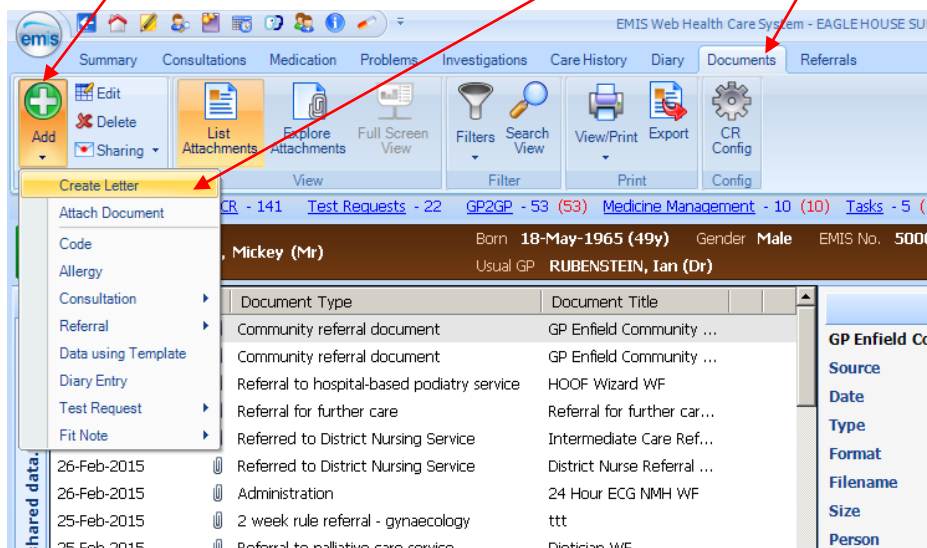 emis
EMIS Web Health Care System - EAGLE HOUSE SU
Summary Consultations Medication Problems Investigations Care History Diary Documents Referrals
Add
Edit
Delete
Sharing
List Attachments
Explore Attachments
Full Screen View
Filters
Search View
View/Print
Export
CR Config
View Filter Print Config
Create Letter
Attach Document
Code
Allergy
Consultation
Referral
Data using Template
Diary Entry
Test Request
Fit Note
CR - 141 Test Requests - 22 GP2GP - 53 (53) Medicine Management - 10 (10) Tasks - 5 (
, Mickey (Mr)
Born 18-May-1965 (49y) Gender Male EMIS No. 5000
Usual GP RUBENSTEIN, Ian (Dr)
Document Type Document Title
Community referral document GP Enfield Community ...
Community referral document GP Enfield Community ...
Referral to hospital-based podiatry service HOOF Wizard WF
Referral for further care Referral for further car...
Referred to District Nursing Service Intermediate Care Ref...
26-Feb-2015 Referred to District Nursing Service District Nurse Referral ...
26-Feb-2015 Administration 24 Hour ECG NMH WF
25-Feb-2015 2 week rule referral - gynaecology ttt
25-Feb-2015 Referral to palliative care service Dietician WF
shared data.
GP Enfield Co
Source
Date
Type
Format
Filename
Size
Person